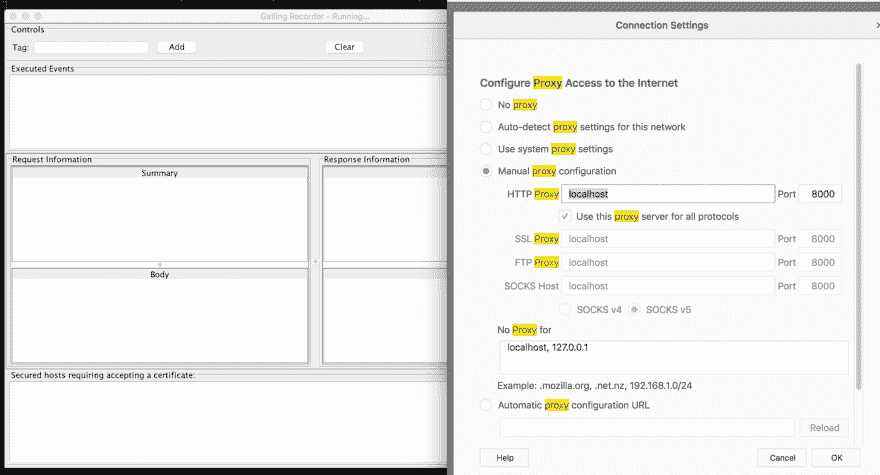 Gatling Recorder - Running...
Controls
Tag: Add Clear
Executed Events
Request Information
Response Information
Summary
Body
Secured hosts requiring accepting a certificate:
Connection Settings
Configure Proxy Access to the Internet
No proxy
Auto-detect proxy settings for this network
Use system proxy settings
Manual proxy configuration
HTTP Proxy localhost Port 8000
Use this proxy server for all protocols
SSL Proxy localhost Port 8000
FTP Proxy localhost Port 8000
SOCKS Host localhost Port 8000
SOCKS v4 SOCKS v5
No Proxy for
localhost, 127.0.0.1
Example: .mozilla.org, .net.nz, 192.168.1.0/24
Automatic proxy configuration URL
Reload
Help Cancel OK